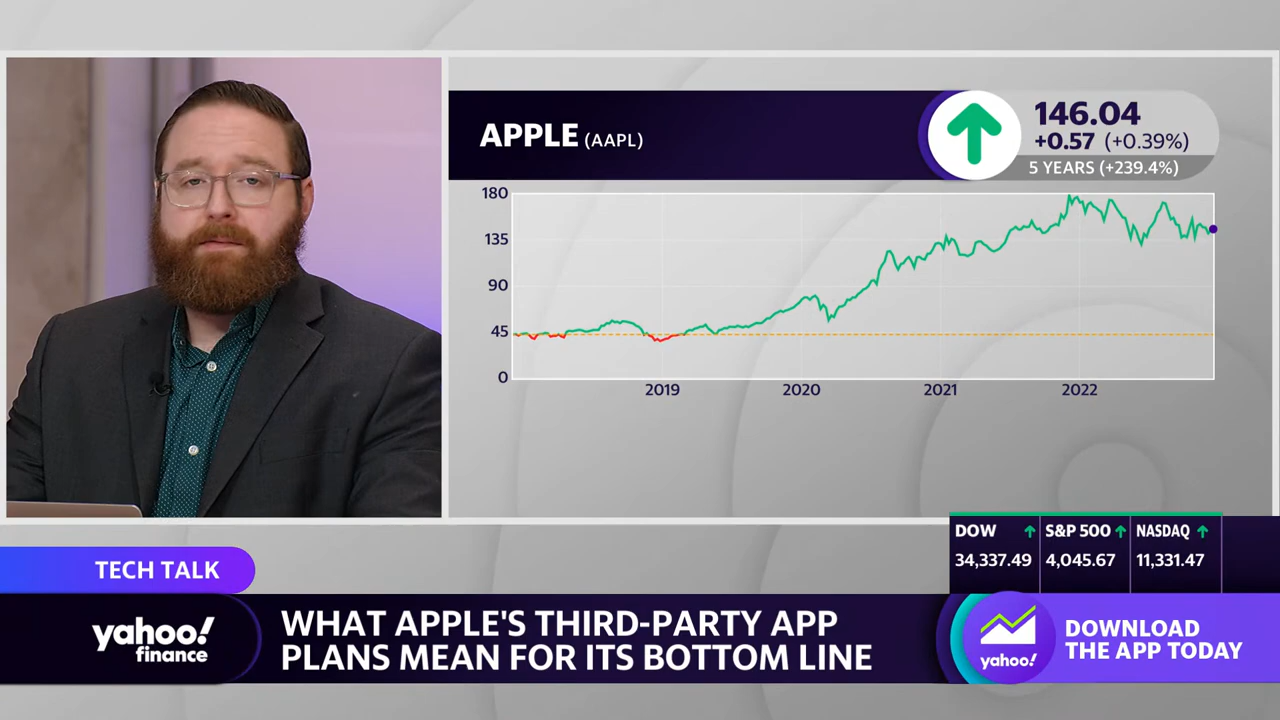 APPLE (AAPL)
146.04
+0.57 (+0.39%)
5 YEARS (+239.4%)
180
135
90
45
0
2019 2020 2021 2022
DOW
34,337.49
S&P 500
4,045.67
NASDAQ
11,331.47
TECH TALK
yahoo!
finance
WHAT APPLE'S THIRD-PARTY APP
PLANS MEAN FOR ITS BOTTOM LINE
yahoo!
DOWNLOAD
THE APP TODAY